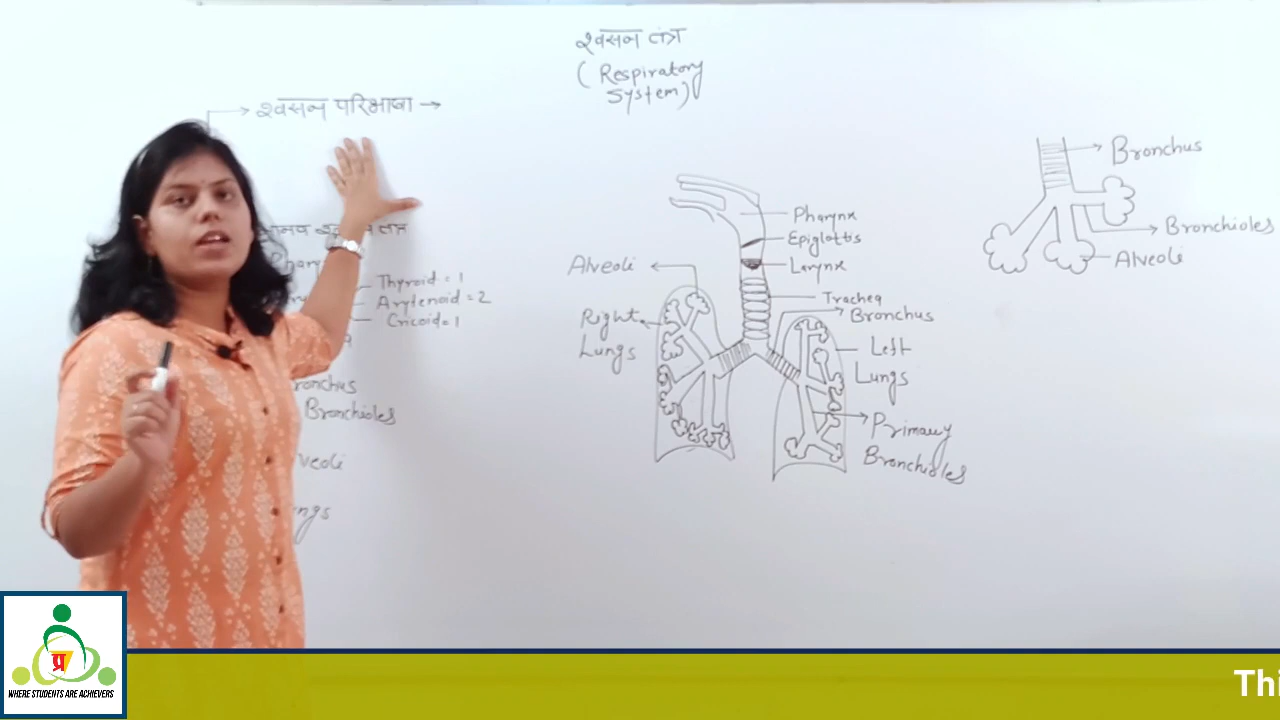 श्वसन तंत्र
(Respiratory
System)
श्वसन परिभाषा →
Thyroid = 1
Arytenoid = 2
Cricoid = 1
Bronchioles
Pharynx
Epiglottis
Larynx
Trachea
Bronchus
Alveoli
Right
Lungs
Left
Lungs
Primary
Bronchioles
Bronchus
Bronchioles
Alveoli
प्र
WHERE STUDENTS ARE ACHIEVERS